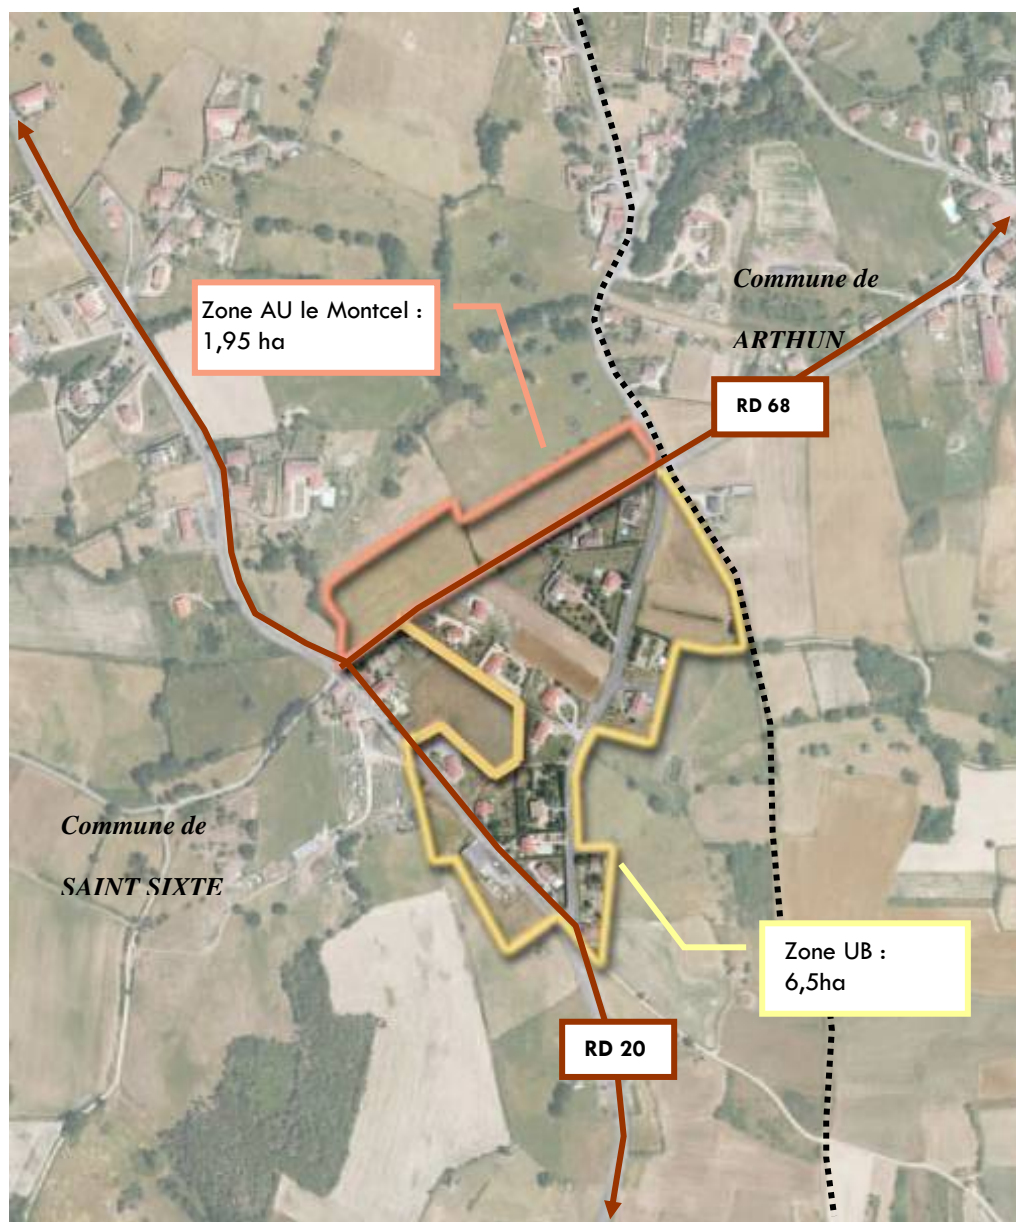 Zone AU le Montcel :
1,95 ha
Commune de
ARTHUN
RD 68
Commune de
SAINT SIXTE
Zone UB :
6,5ha
RD 20